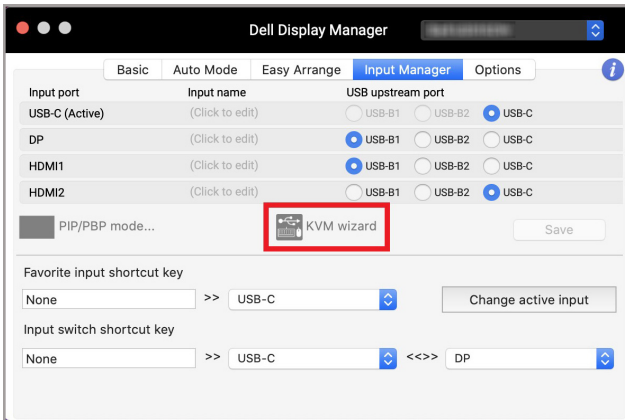 Dell Display Manager
Basic Auto Mode Easy Arrange Input Manager Options i
Input port Input name USB upstream port
USB-C (Active) (Click to edit) USB-B1 USB-B2 USB-C
DP (Click to edit) USB-B1 USB-B2 USB-C
HDMI1 (Click to edit) USB-B1 USB-B2 USB-C
HDMI2 (Click to edit) USB-B1 USB-B2 USB-C
PIP/PBP mode... KVM wizard Save
Favorite input shortcut key
None >> USB-C Change active input
Input switch shortcut key
None >> USB-C <<>> DP